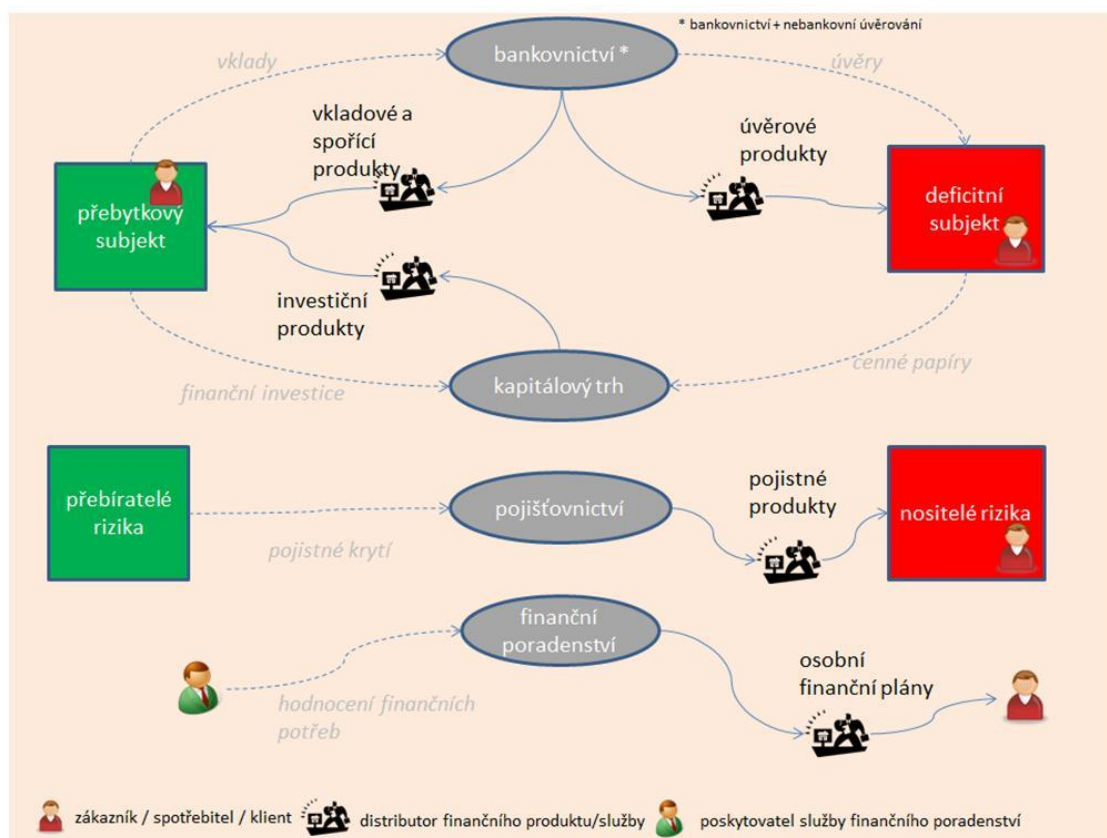 * bankovnictví + nebankovní úvěrování
vklady
bankovnictví *
úvěry
vkladové a
spořící
produkty
úvěrové
produkty
přebytkový
subjekt
deficitní
subjekt
investiční
produkty
finanční investice
kapitálový trh
cenné papíry
přebíratelé
rizika
pojistné krytí
pojišťovnictví
pojistné
produkty
nositelé rizika
finanční
poradenství
hodnocení finančních
potřeb
osobní
finanční plány
zákazník / spotřebitel / klient
distributor finančního produktu/služby
poskytovatel služby finančního poradenství